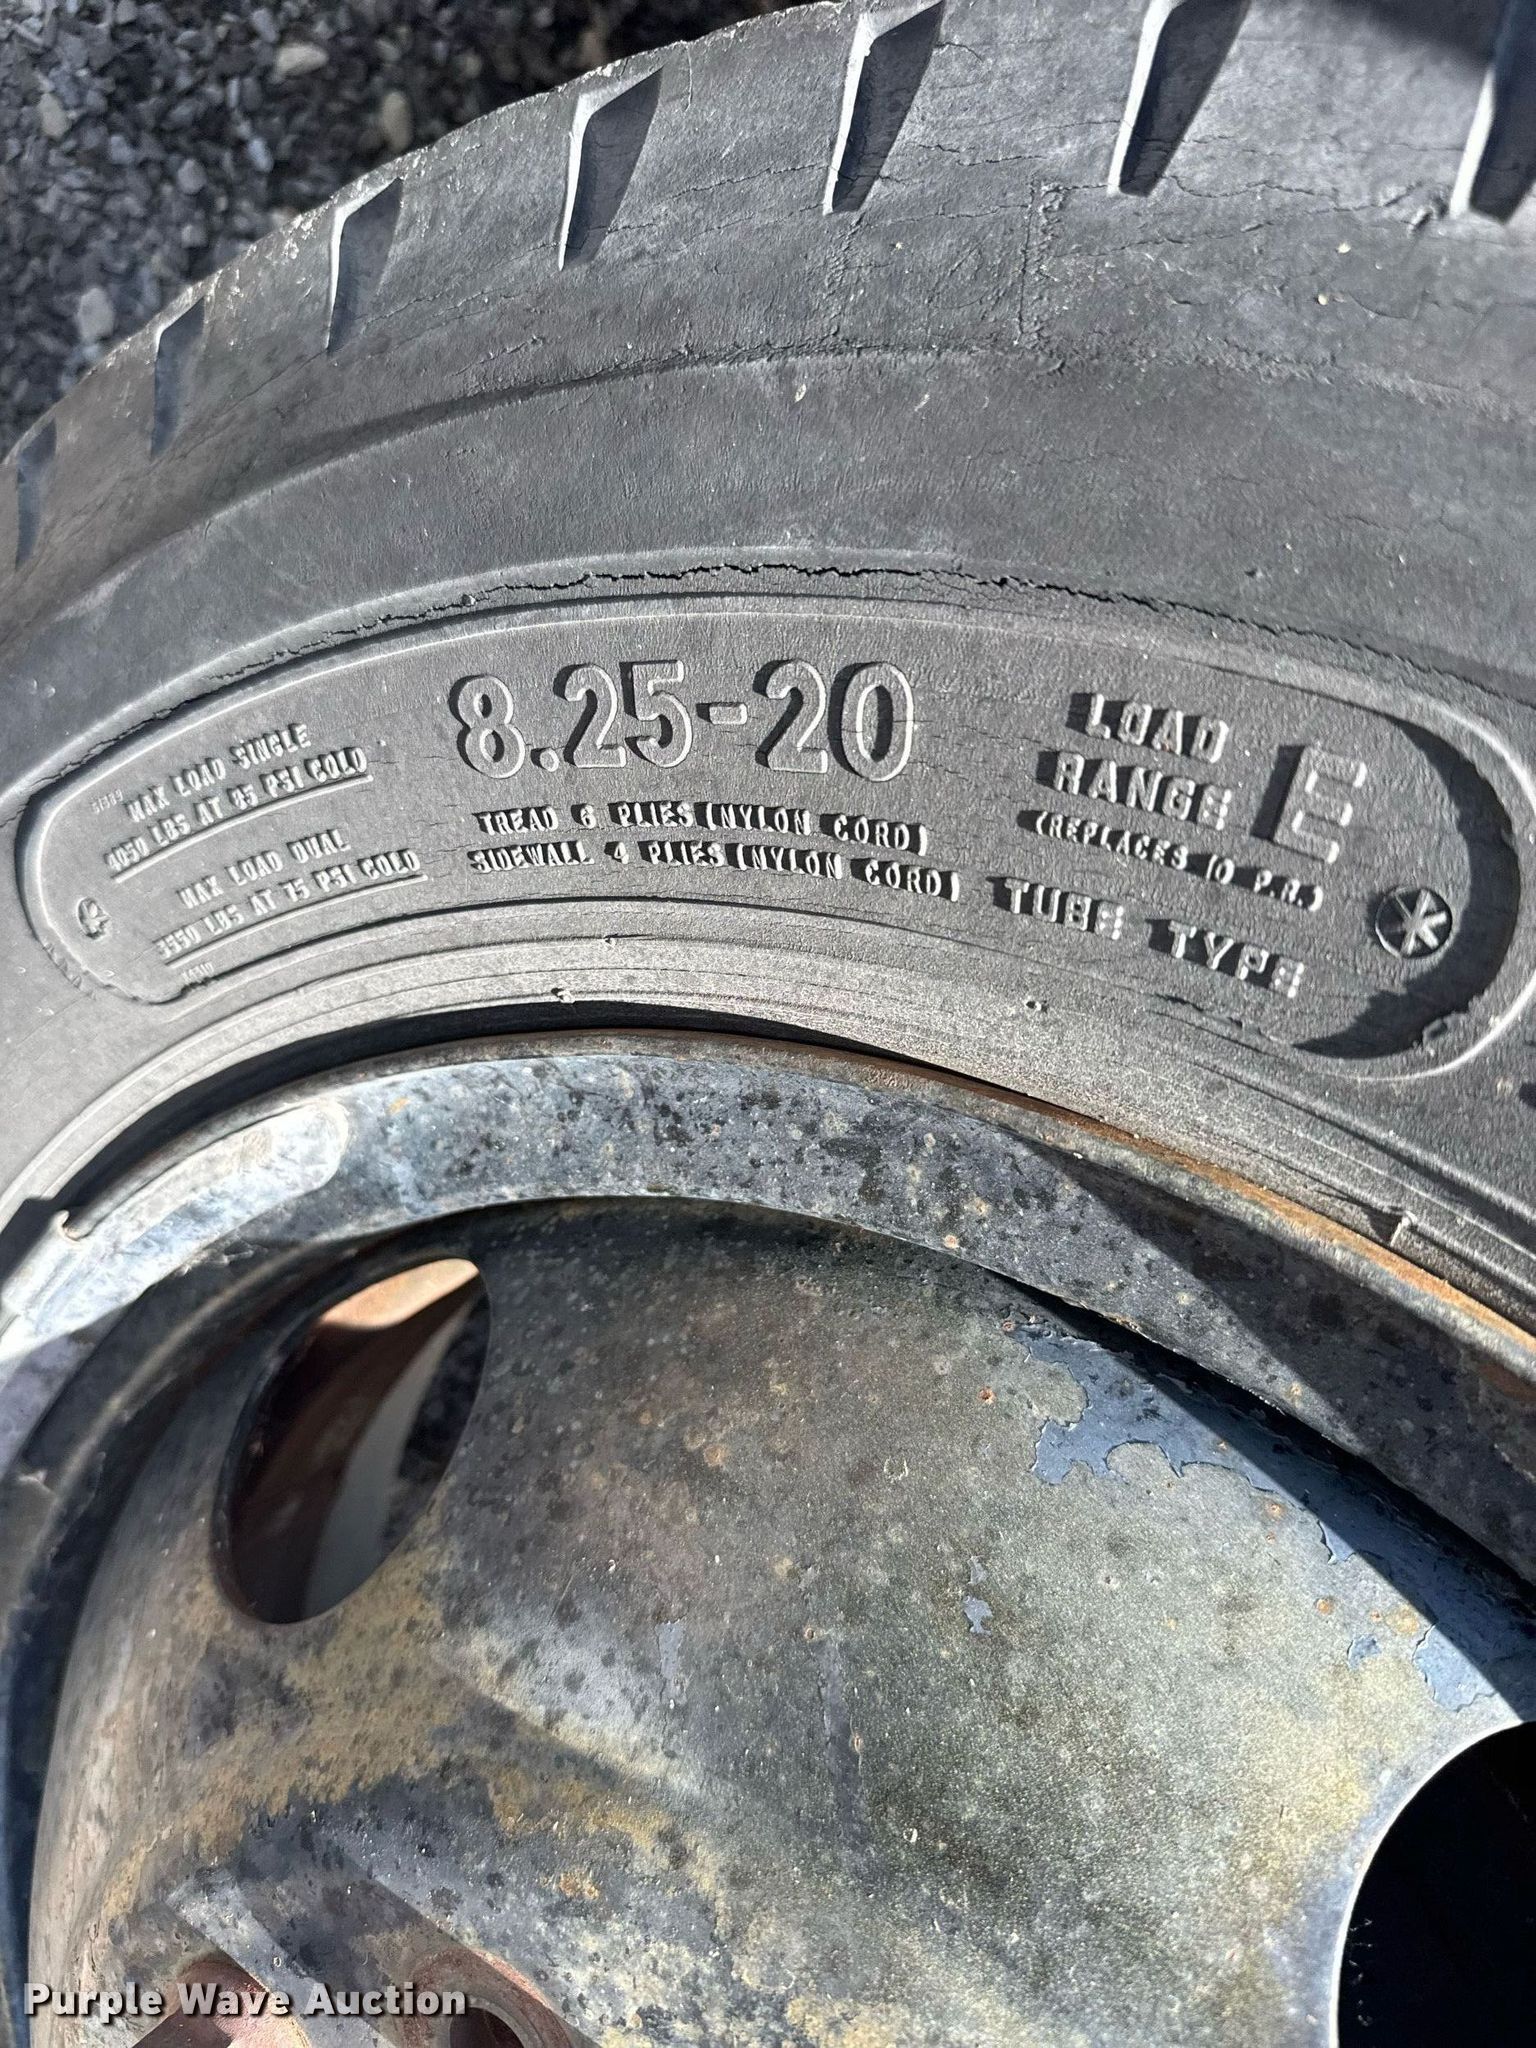 MAX LOAD SINGLE
4050 LBS AT 85 PSI COLD
MAX LOAD DUAL
3550 LBS AT 75 PSI COLD
8.25-20
TREAD 6 PLIES (NYLON CORD)
SIDEWALL 4 PLIES (NYLON CORD)
LOAD
RANGE E
(REPLACES 10 P.R.)
TUBE TYPE
Purple Wave Auction